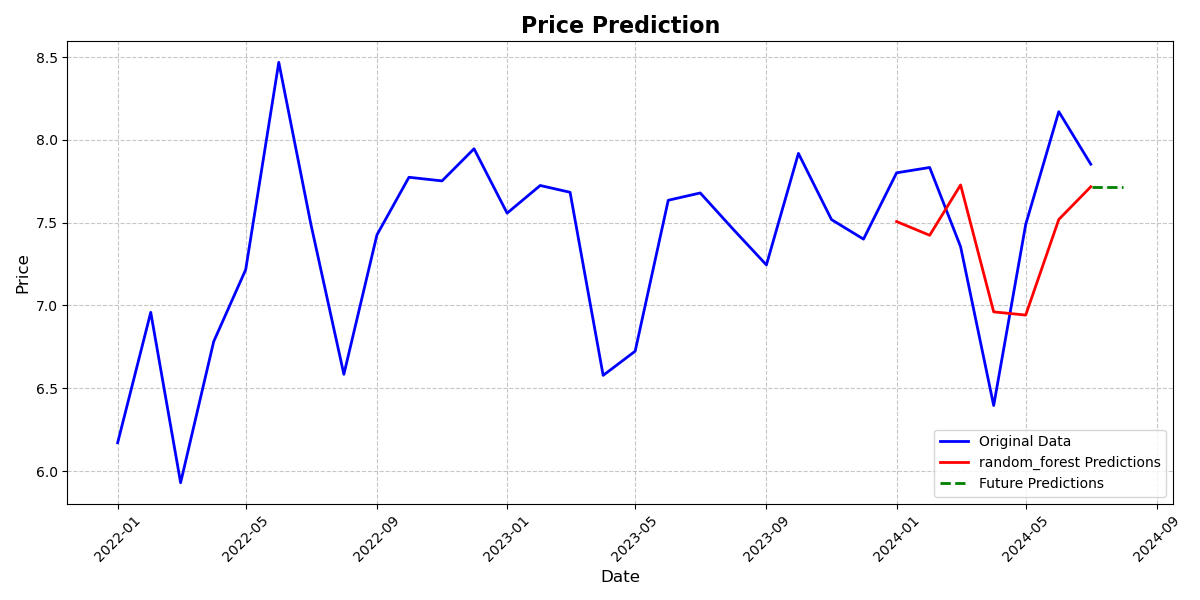 Price Prediction
Price
8.5
8.0
7.5
7.0
6.5
6.0
Original Data
random_forest Predictions
Future Predictions
2022-01
2022-05
2022-09
2023-01
2023-05
2023-09
2024-01
2024-05
2024-09
Date